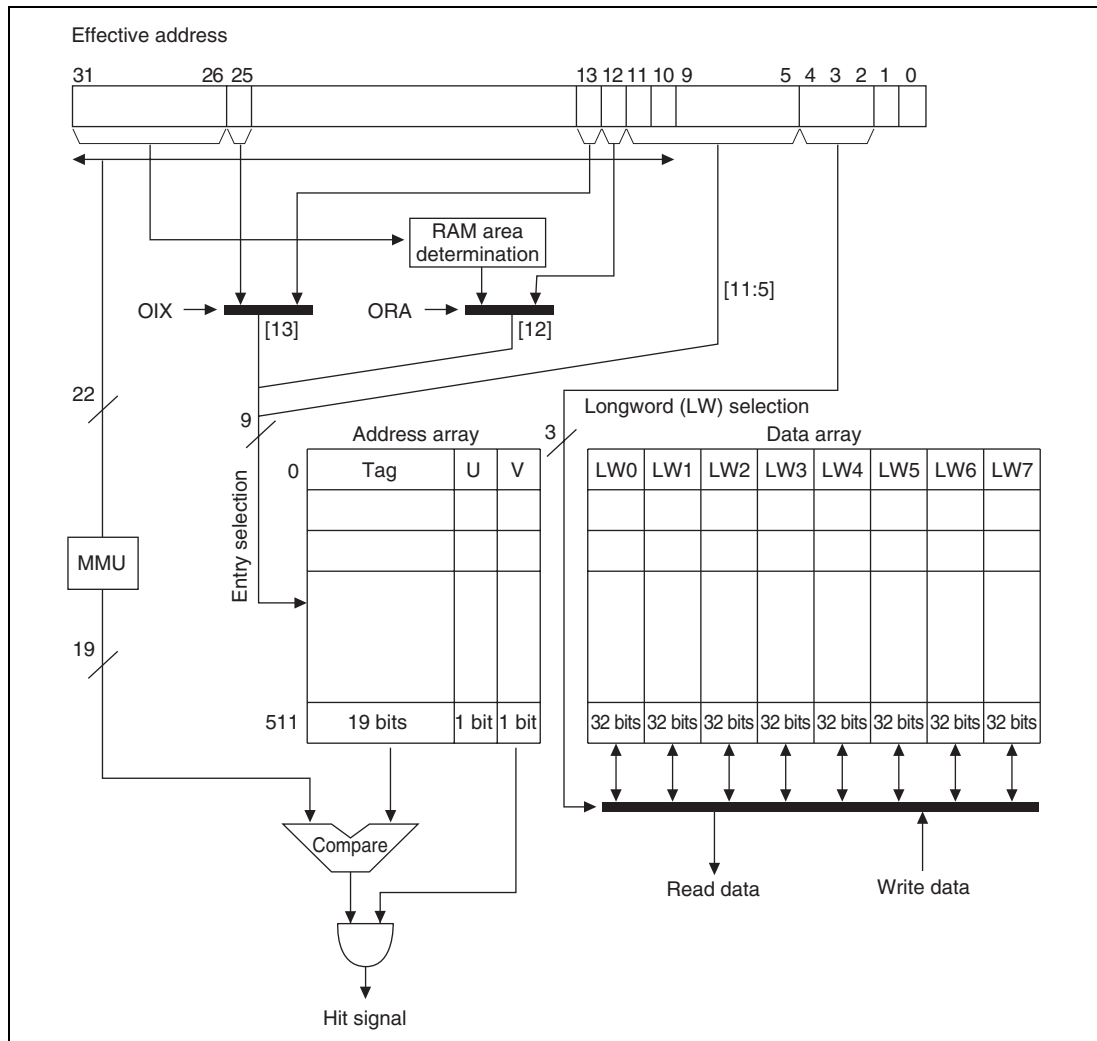 Effective address
31 26 25 13 12 11 10 9 5 4 3 2 1 0
RAM area
determination
OIX
[13]
ORA
[12]
[11:5]
22
9
3
Longword (LW) selection
Entry selection
Address array
Data array
0 Tag U V
LW0 LW1 LW2 LW3 LW4 LW5 LW6 LW7
MMU
19
511 19 bits 1 bit 1 bit
32 bits 32 bits 32 bits 32 bits 32 bits 32 bits 32 bits 32 bits
Compare
Read data
Write data
Hit signal